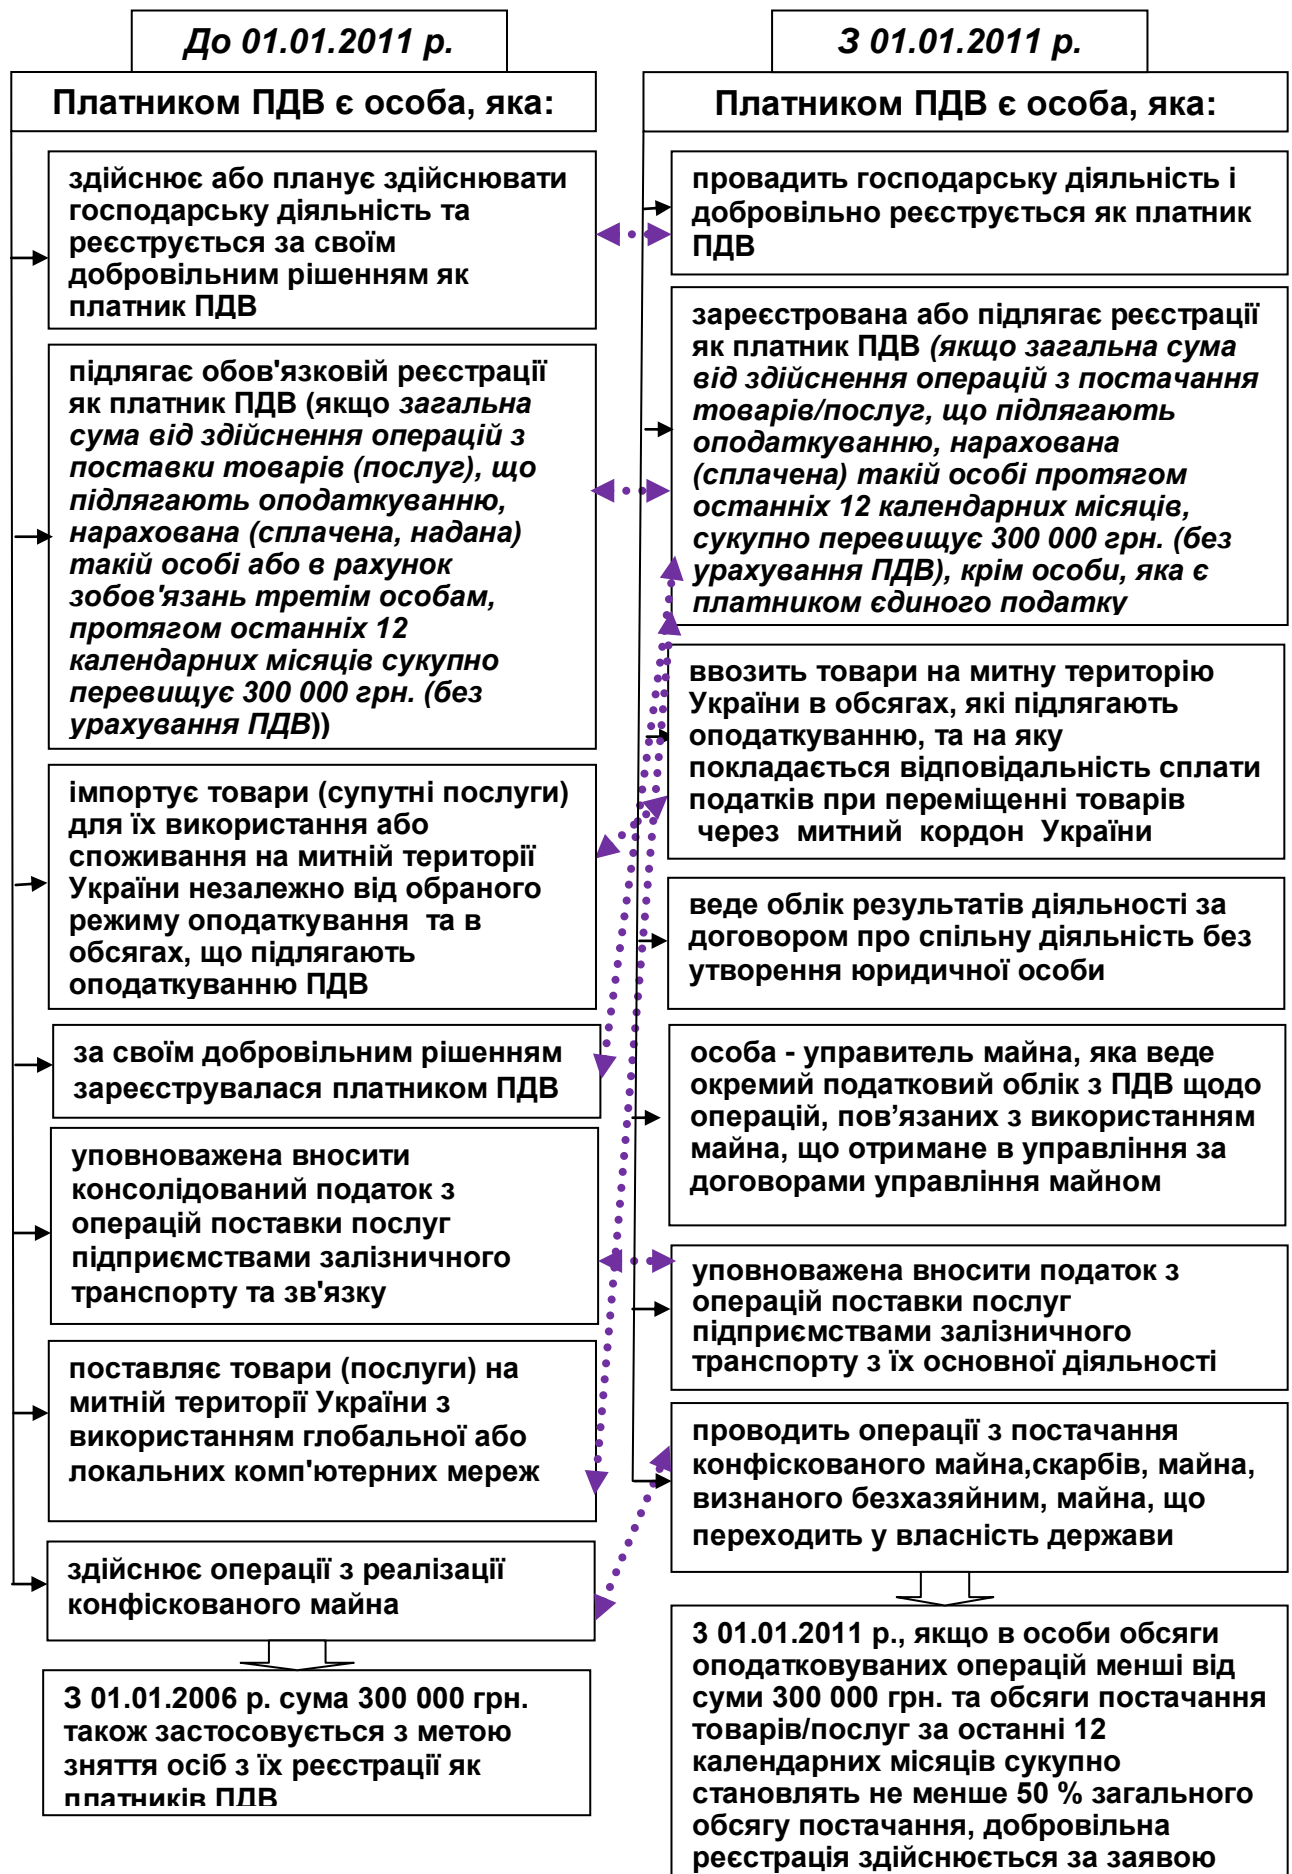 До 01.01.2011 р.
Платником ПДВ є особа, яка:
здійснює або планує здійснювати
господарську діяльність та
реєструється за своїм
добровільним рішенням як
платник ПДВ
підлягає обов'язковій реєстрації
як платник ПДВ (якщо загальна
сума від здійснення операцій з
поставки товарів (послуг), що
підлягають оподаткуванню,
нарахована (сплачена, надана)
такій особі або в рахунок
зобов'язань третім особам,
протягом останніх 12
календарних місяців сукупно
перевищує 300 000 грн. (без
урахування ПДВ))
імпортує товари (супутні послуги)
для їх використання або
споживання на митній території
України незалежно від обраного
режиму оподаткування та в
обсягах, що підлягають
оподаткуванню ПДВ
за своїм добровільним рішенням
зареєструвалася платником ПДВ
уповноважена вносити
консолідований податок з
операцій поставки послуг
підприємствами залізничного
транспорту та зв'язку
поставляє товари (послуги) на
митній території України з
використанням глобальної або
локальних комп'ютерних мереж
здійснює операції з реалізації
конфіскованого майна
З 01.01.2006 р. сума 300 000 грн.
також застосовується з метою
зняття осіб з їх реєстрації як
платників ПДВ
З 01.01.2011 р.
Платником ПДВ є особа, яка:
провадить господарську діяльність і
добровільно реєструється як платник
ПДВ
зареєстрована або підлягає реєстрації
як платник ПДВ (якщо загальна сума
від здійснення операцій з постачання
товарів/послуг, що підлягають
оподаткуванню, нарахована
(сплачена) такій особі протягом
останніх 12 календарних місяців,
сукупно перевищує 300 000 грн. (без
урахування ПДВ), крім особи, яка є
платником єдиного податку
ввозить товари на митну територію
України в обсягах, які підлягають
оподаткуванню, та на яку
покладається відповідальність сплати
податків при переміщенні товарів
через митний кордон України
веде облік результатів діяльності за
договором про спільну діяльність без
утворення юридичної особи
особа - управитель майна, яка веде
окремий податковий облік з ПДВ щодо
операцій, пов’язаних з використанням
майна, що отримане в управління за
договорами управління майном
уповноважена вносити податок з
операцій поставки послуг
підприємствами залізничного
транспорту з їх основної діяльності
проводить операції з постачання
конфіскованого майна,скарбів, майна,
визнаного безхазяйним, майна, що
переходить у власність держави
З 01.01.2011 р., якщо в особи обсяги
оподатковуваних операцій менші від
суми 300 000 грн. та обсяги постачання
товарів/послуг за останні 12
календарних місяців сукупно
становлять не менше 50 % загального
обсягу постачання, добровільна
реєстрація здійснюється за заявою